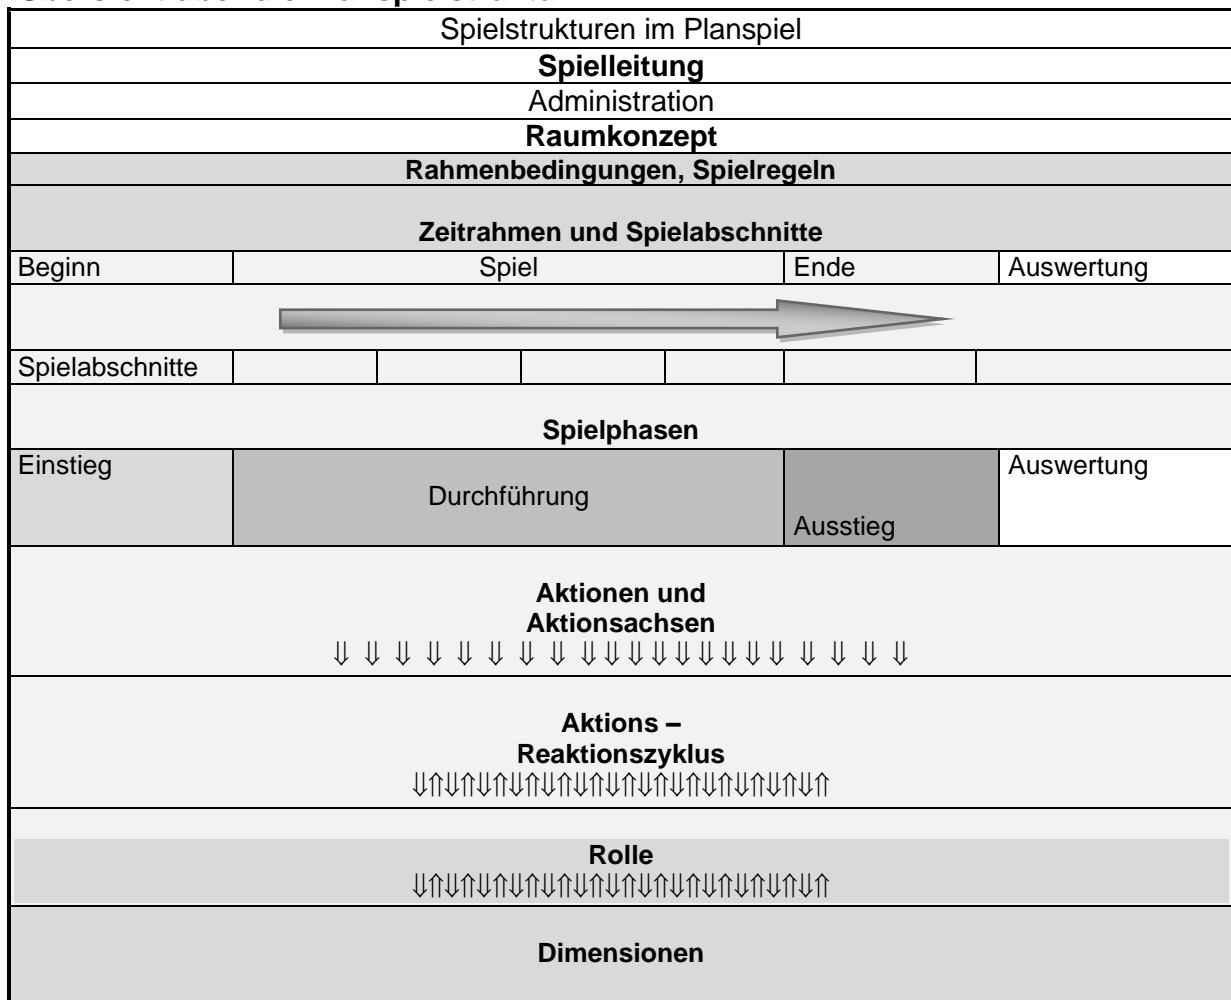 Spielstrukturen im Planspiel
Spielleitung
Administration
Raumkonzept
Rahmenbedingungen, Spielregeln
Zeitrahmen und Spielabschnitte
Beginn Spiel Ende Auswertung
Spielabschnitte
Spielphasen
Einstieg Auswertung
Durchführung
Ausstieg
Aktionen und
Aktionsachsen
⇓ ⇓ ⇓ ⇓ ⇓ ⇓ ⇓ ⇓ ⇓⇓⇓⇓⇓⇓⇓⇓⇓ ⇓ ⇓ ⇓ ⇓
Aktions –
Reaktionszyklus
⇓⇑⇓⇑⇓⇑⇓⇑⇓⇑⇓⇑⇓⇑⇓⇑⇓⇑⇓⇑⇓⇑⇓⇑⇓⇑
Rolle
⇓⇑⇓⇑⇓⇑⇓⇑⇓⇑⇓⇑⇓⇑⇓⇑⇓⇑⇓⇑⇓⇑⇓⇑⇓⇑
Dimensionen